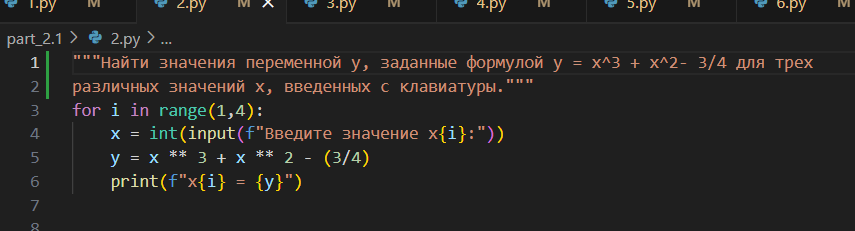 1.py M 2.py M 3.py M 4.py M 5.py M 6.py M
part_2.1 > 2.py > ...
1 """Найти значения переменной y, заданные формулой y = x^3 + x^2- 3/4 для трех
2 различных значений x, введенных с клавиатуры."""
3 for i in range(1,4):
4 x = int(input(f"Введите значение x{i}:"))
5 y = x ** 3 + x ** 2 - (3/4)
6 print(f"x{i} = {y}")
7
8